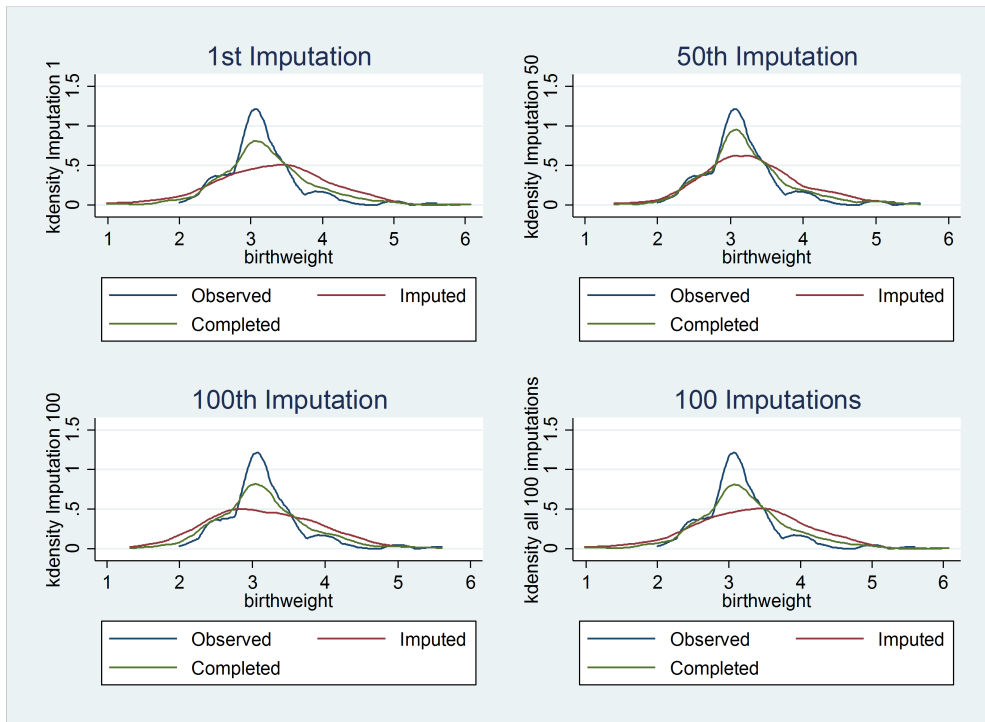 1st Imputation
kdensity Imputation 1
0 .5 1 1.5
1 2 3 4 5 6
birthweight
Observed Imputed
Completed
50th Imputation
kdensity Imputation 50
0 .5 1 1.5
1 2 3 4 5 6
birthweight
Observed Imputed
Completed
100th Imputation
kdensity Imputation 100
0 .5 1 1.5
1 2 3 4 5 6
birthweight
Observed Imputed
Completed
100 Imputations
kdensity all 100 imputations
0 .5 1 1.5
1 2 3 4 5 6
birthweight
Observed Imputed
Completed